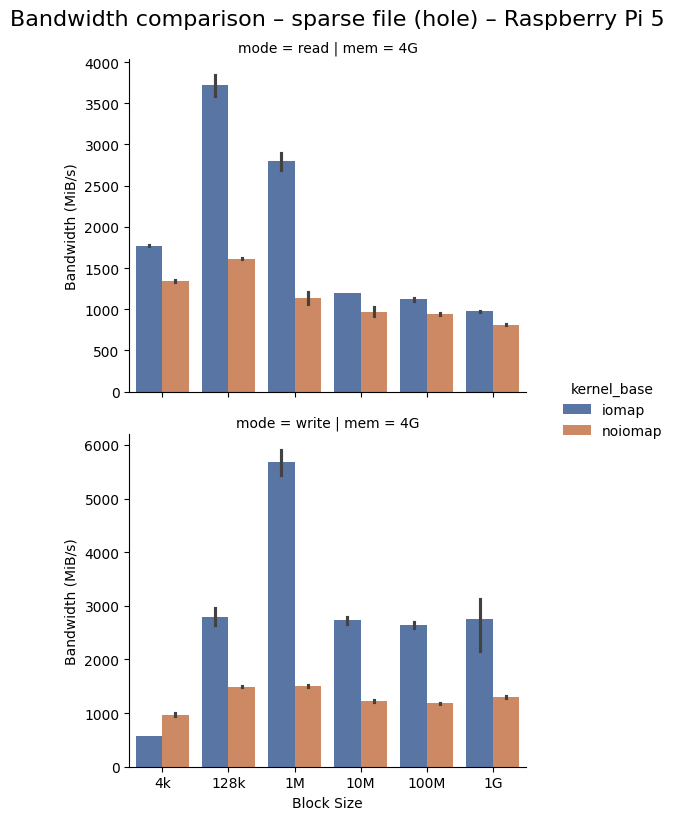 Bandwidth comparison – sparse file (hole) – Raspberry Pi 5
mode = read | mem = 4G
4000
3500
3000
2500
2000
1500
1000
500
0
Bandwidth (MiB/s)
kernel_base
iomap
noiomap
mode = write | mem = 4G
6000
5000
4000
3000
2000
1000
0
Bandwidth (MiB/s)
4k 128k 1M 10M 100M 1G
Block Size